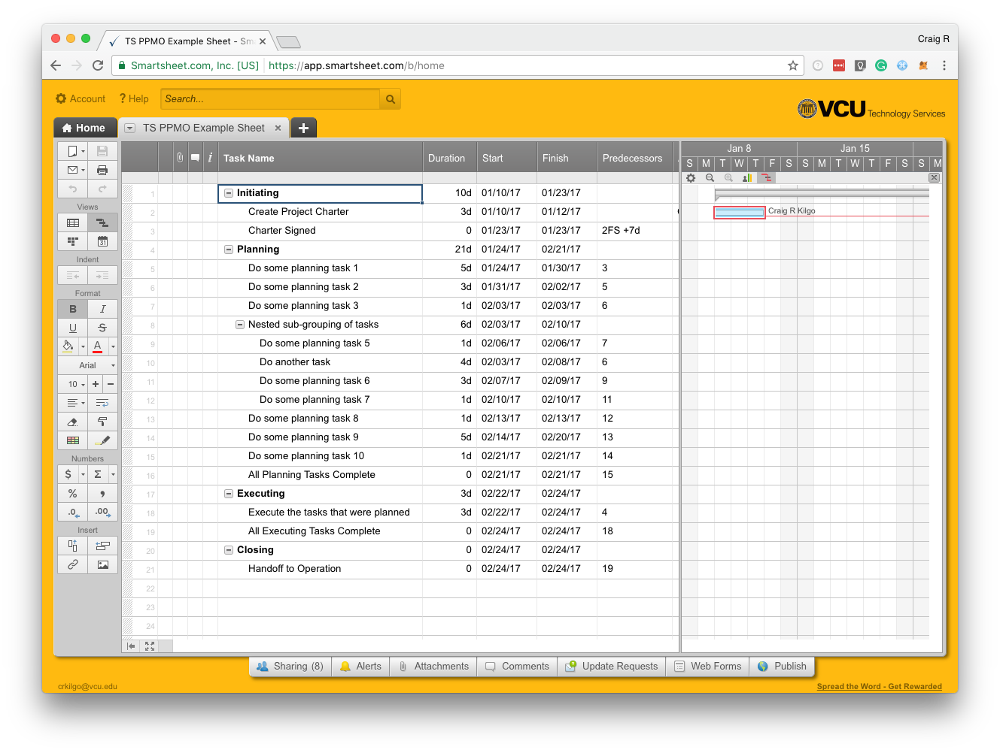 TS PPMO Example Sheet - Sm
Craig R
Smartsheet.com, Inc. [US] https://app.smartsheet.com/b/home
Account ? Help Search...
VCU Technology Services
Home TS PPMO Example Sheet
Task Name Duration Start Finish Predecessors
Jan 8 Jan 15
S M T W T F S S M T W T F S S M
1 Initiating 10d 01/10/17 01/23/17
2 Create Project Charter 3d 01/10/17 01/12/17 Craig R Kilgo
3 Charter Signed 0 01/23/17 01/23/17 2FS +7d
4 Planning 21d 01/24/17 02/21/17
5 Do some planning task 1 5d 01/24/17 01/30/17 3
6 Do some planning task 2 3d 01/31/17 02/02/17 5
7 Do some planning task 3 1d 02/03/17 02/03/17 6
8 Nested sub-grouping of tasks 6d 02/03/17 02/10/17
9 Do some planning task 5 1d 02/06/17 02/06/17 7
10 Do another task 4d 02/03/17 02/08/17 6
11 Do some planning task 6 3d 02/07/17 02/09/17 9
12 Do some planning task 7 1d 02/10/17 02/10/17 11
13 Do some planning task 8 1d 02/13/17 02/13/17 12
14 Do some planning task 9 5d 02/14/17 02/20/17 13
15 Do some planning task 10 1d 02/21/17 02/21/17 14
16 All Planning Tasks Complete 0 02/21/17 02/21/17 15
17 Executing 3d 02/22/17 02/24/17
18 Execute the tasks that were planned 3d 02/22/17 02/24/17 4
19 All Executing Tasks Complete 0 02/24/17 02/24/17 18
20 Closing 0 02/24/17 02/24/17
21 Handoff to Operation 0 02/24/17 02/24/17 19
22
23
24
Views
31
Indent
Format
B I
U S
A
Arial
10 + −
Numbers
$ Σ
% ,
.0 .00
Insert
Sharing (8) Alerts Attachments Comments Update Requests Web Forms Publish
crkilgo@vcu.edu Spread the Word - Get Rewarded